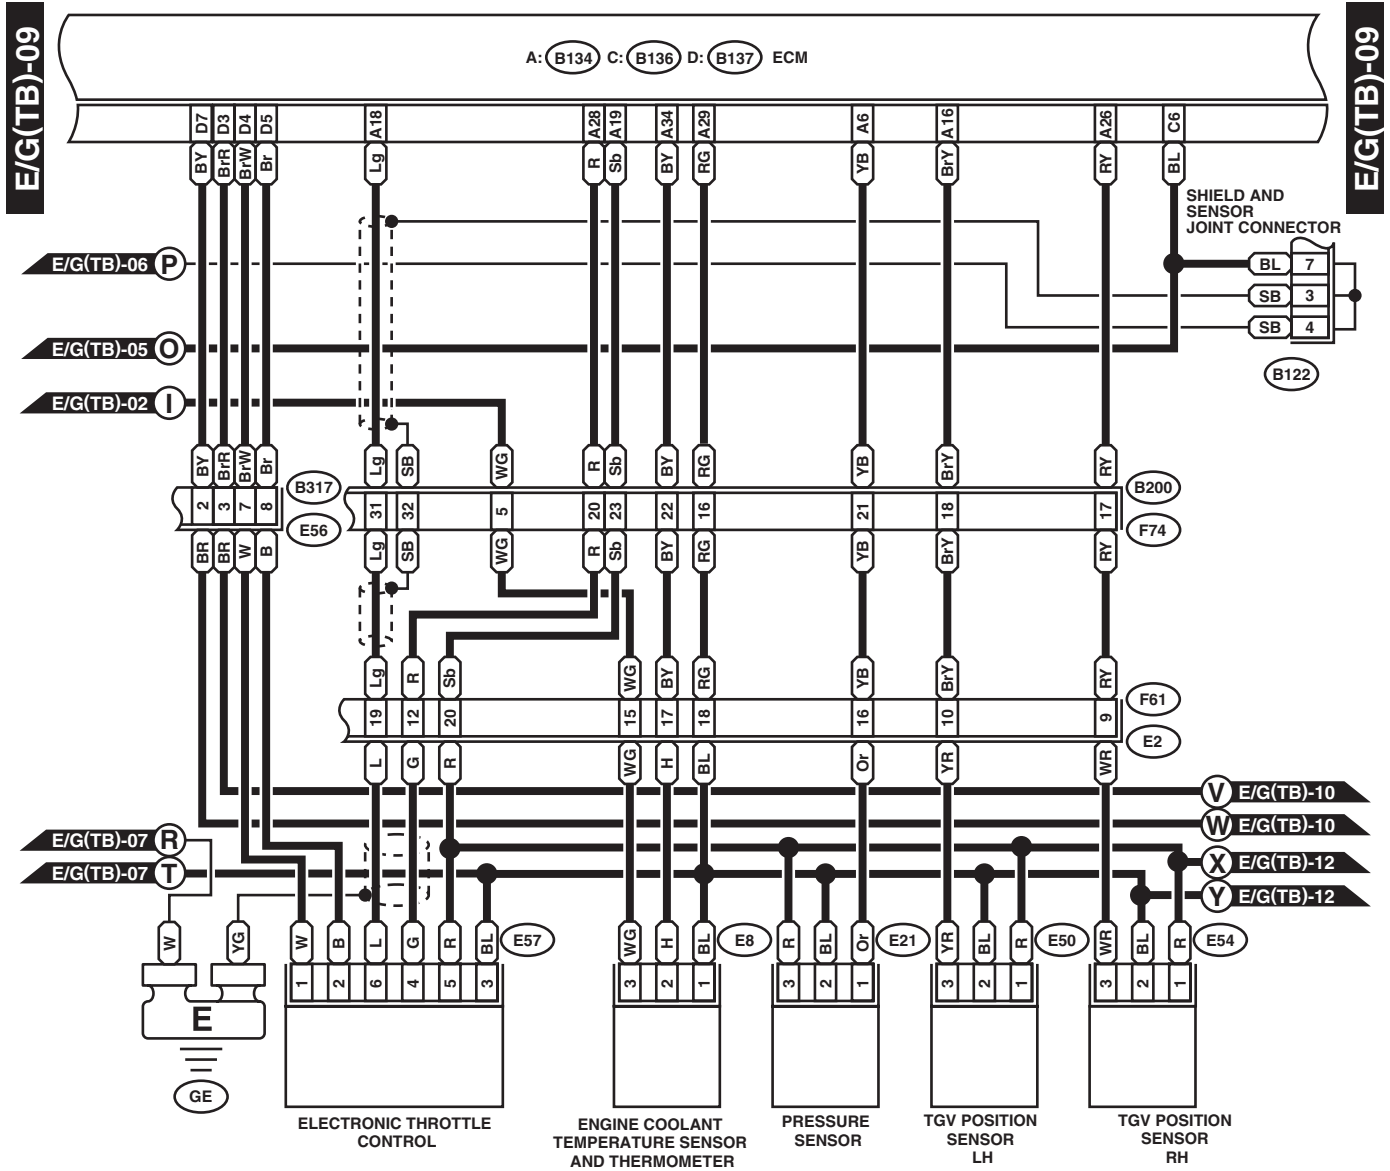 E/G(TB)-09
E/G(TB)-09
A: B134 C: B136 D: B137 ECM
D7 D3 D4 D5 A18 A28 A19 A34 A29 A6 A16 A26 C6
BY BrR BrW Br Lg R Sb BY RG YB BrY RY BL
SHIELD AND
SENSOR
JOINT CONNECTOR
E/G(TB)-06 P
BL 7
SB 3
SB 4
E/G(TB)-05 O
B122
E/G(TB)-02 I
BY BrR BrW Br Lg SB WG R Sb BY RG YB BrY RY
B317 B200
2 3 7 8 31 32 5 20 23 22 16 21 18 17
E56 F74
BR BR W B Lg SB WG R Sb BY RG YB BrY RY
Lg R Sb WG BY RG YB BrY RY
F61
19 12 20 15 17 18 16 10 9
E2
L G R WG H BL Or YR WR
V E/G(TB)-10
W E/G(TB)-10
E/G(TB)-07 R
X E/G(TB)-12
E/G(TB)-07 T
Y E/G(TB)-12
W YG W B L G R BL E57 WG H BL E8 R BL Or E21 YR BL R E50 WR BL R E54
1 2 6 4 5 3 3 2 1 3 2 1 3 2 1 3 2 1
E
GE
ELECTRONIC THROTTLE
CONTROL
ENGINE COOLANT
TEMPERATURE SENSOR
AND THERMOMETER
PRESSURE
SENSOR
TGV POSITION
SENSOR
LH
TGV POSITION
SENSOR
RH